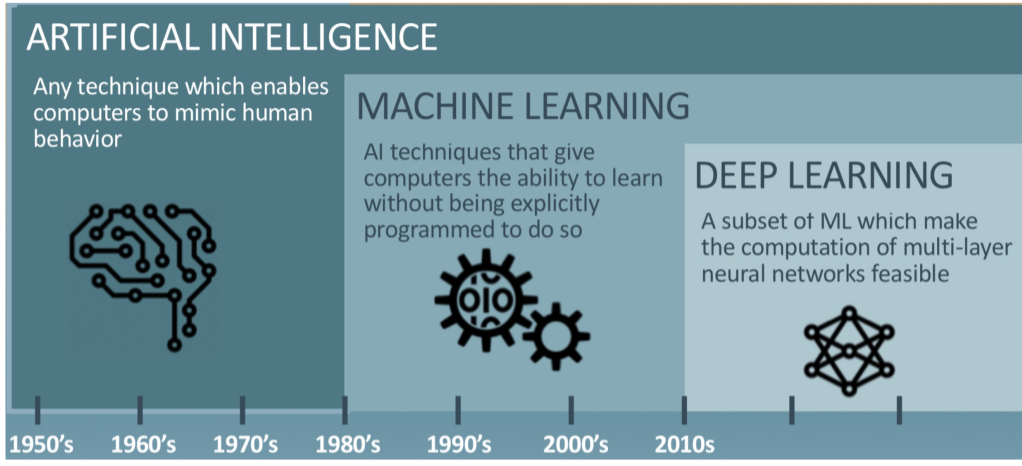 ARTIFICIAL INTELLIGENCE
Any technique which enables
computers to mimic human
behavior
MACHINE LEARNING
AI techniques that give
computers the ability to learn
without being explicitly
programmed to do so
DEEP LEARNING
A subset of ML which make
the computation of multi-layer
neural networks feasible
1950's 1960's 1970's 1980's 1990's 2000's 2010s